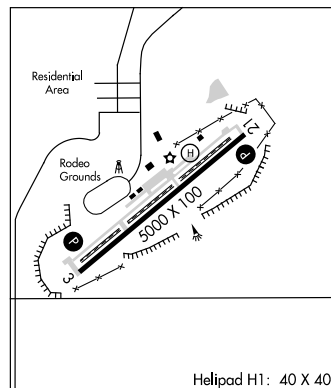 Residential
Area
Rodeo
Grounds
H
21
P
5000 X 100
P
3
Helipad H1: 40 X 40